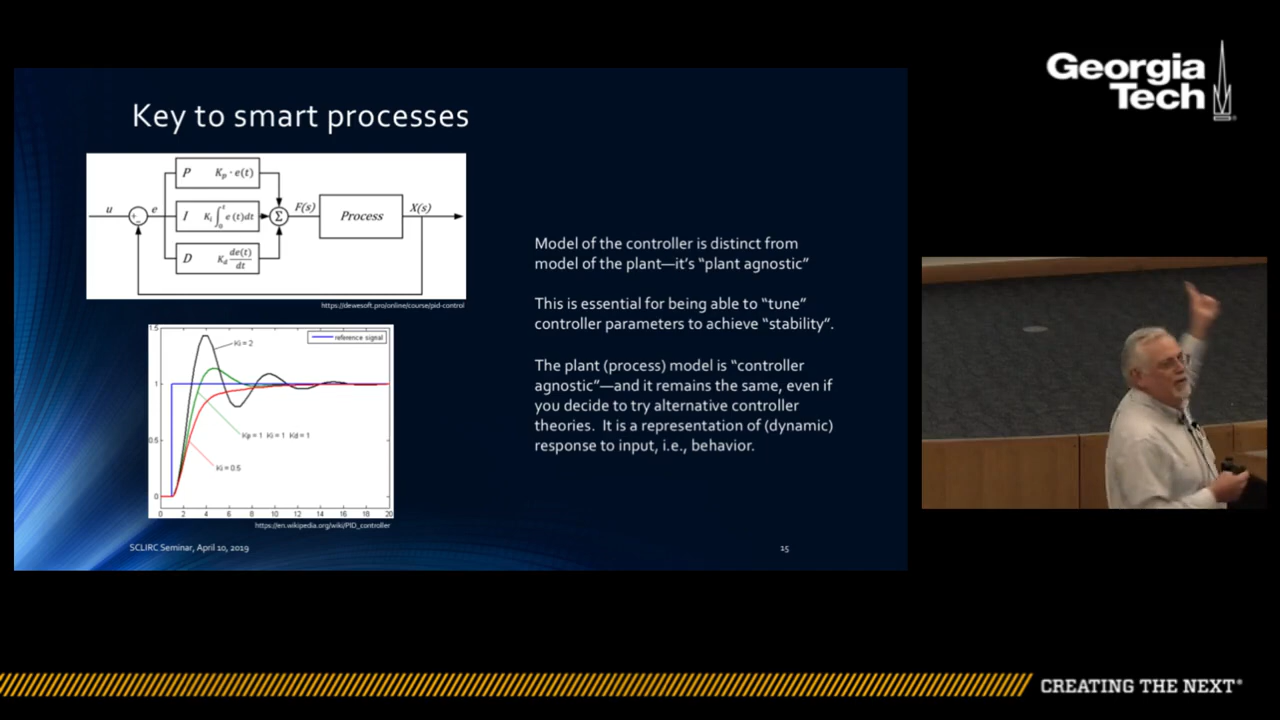 Georgia
Tech
Key to smart processes
P Kp · e(t)
u
e
I Ki ∫₀ᵗ e(t)dt
Σ
F(s)
Process
X(s)
D Kd de(t)/dt
https://dewesoft.pro/online/course/pid-control
Model of the controller is distinct from
model of the plant—it’s “plant agnostic”
This is essential for being able to “tune”
controller parameters to achieve “stability”.
The plant (process) model is “controller
agnostic”—and it remains the same, even if
you decide to try alternative controller
theories. It is a representation of (dynamic)
response to input, i.e., behavior.
1.5
Ki = 2
reference signal
1
Kp = 1 Ki = 1 Kd = 1
0.5
Ki = 0.5
0
0 2 4 6 8 10 12 14 16 18 20
https://en.wikipedia.org/wiki/PID_controller
SCLIRC Seminar, April 10, 2019
15
CREATING THE NEXT®